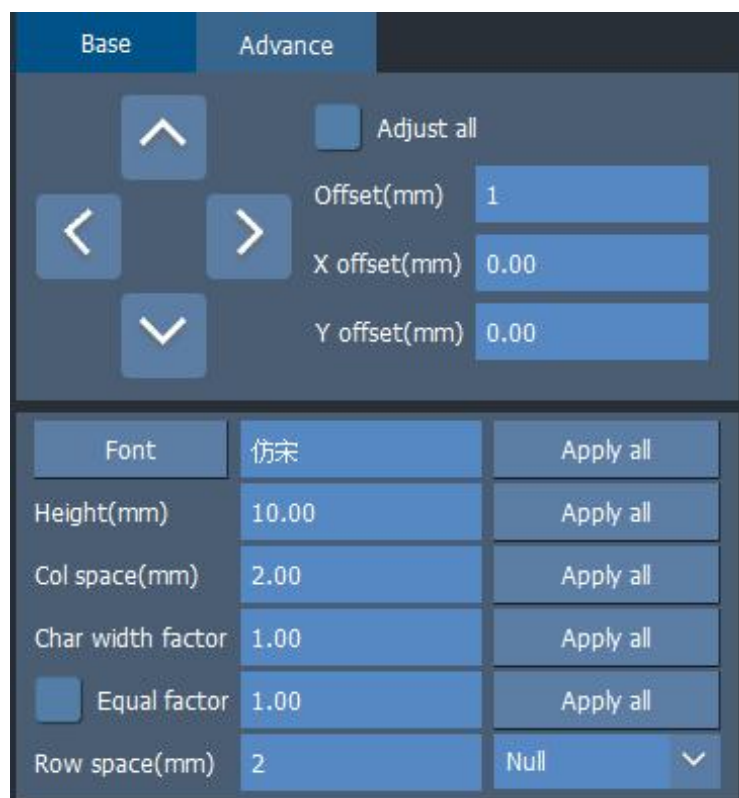 Base Advance
Adjust all
Offset(mm) 1
X offset(mm) 0.00
Y offset(mm) 0.00
Font 仿宋 Apply all
Height(mm) 10.00 Apply all
Col space(mm) 2.00 Apply all
Char width factor 1.00 Apply all
Equal factor 1.00 Apply all
Row space(mm) 2 Null